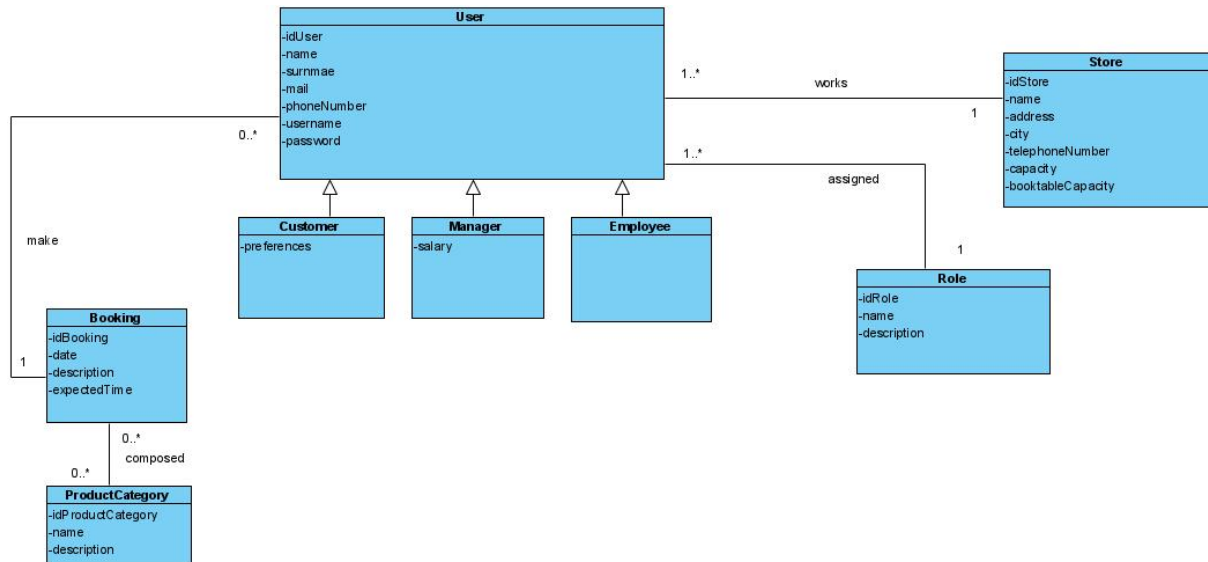 User
-idUser
-name
-surnmae
-mail
-phoneNumber
-username
-password
1..*
works
1
Store
-idStore
-name
-address
-city
-telephoneNumber
-capacity
-booktableCapacity
0..*
1..*
assigned
1
Customer
-preferences
Manager
-salary
Employee
make
Role
-idRole
-name
-description
Booking
-idBooking
-date
-description
-expectedTime
1
0..*
composed
0..*
ProductCategory
-idProductCategory
-name
-description